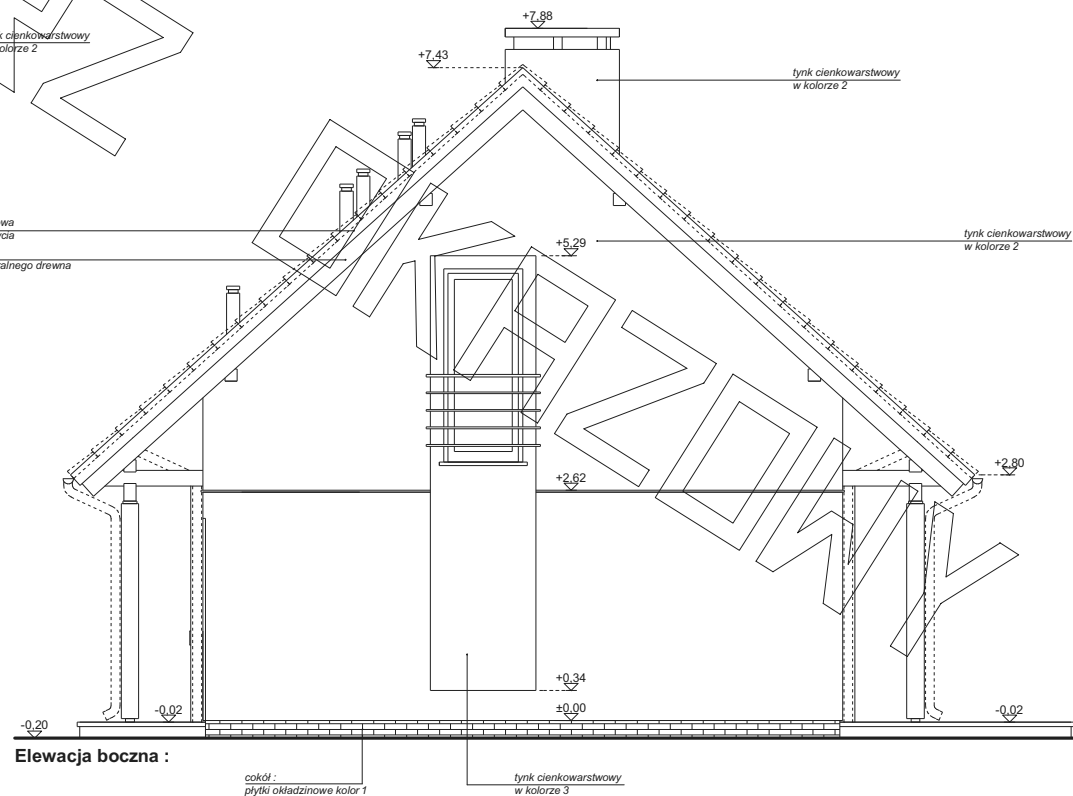 +7.88
cienkowarstwowy
2
+7.43
tynk cienkowarstwowy
w kolorze 2
+5.29
tynk cienkowarstwowy
w kolorze 2
drewna
+2.80
+2.62
+0.34
±0.00
-0.02
-0.02
-0.20
Elewacja boczna :
cokół :
płytki okładzinowe kolor 1
tynk cienkowarstwowy
w kolorze 3
OKAZOWY